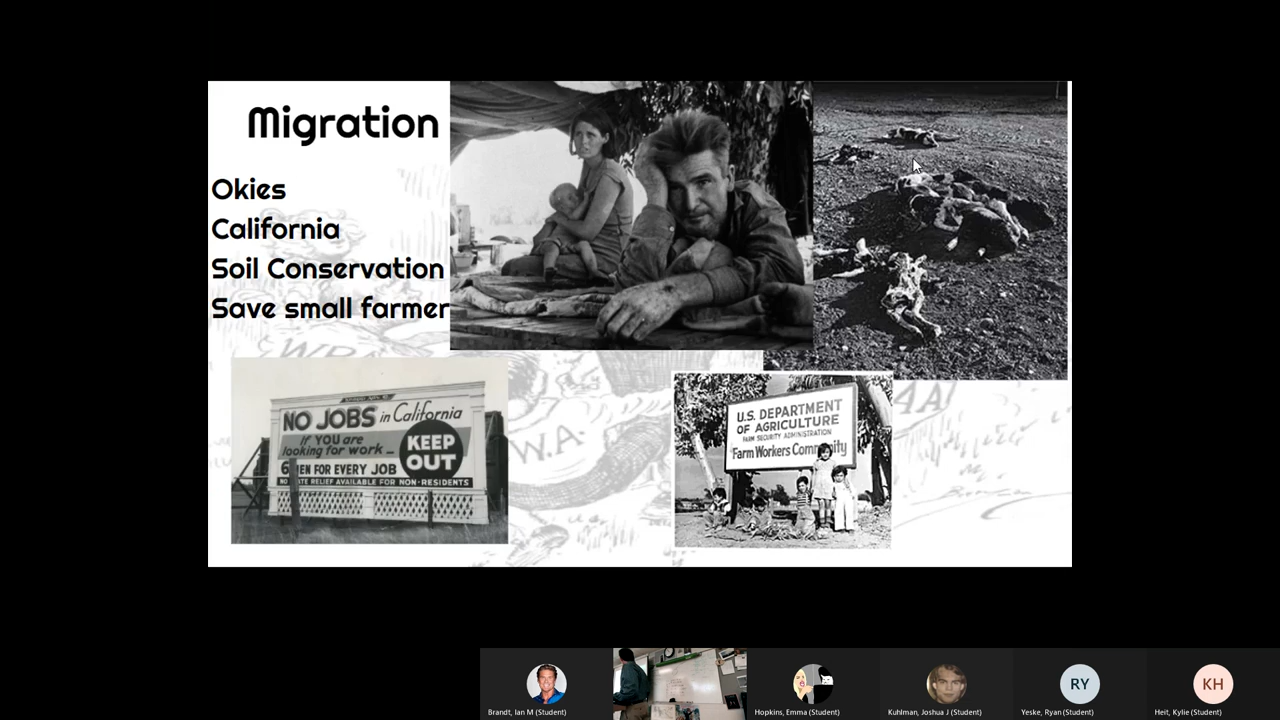 Migration
Okies
California
Soil Conservation
Save small farmer
NO JOBS in California
if YOU are
looking for work -
KEEP
OUT
6 MEN FOR EVERY JOB
NO STATE RELIEF AVAILABLE FOR NON-RESIDENTS
U.S. DEPARTMENT
OF AGRICULTURE
FARM SECURITY ADMINISTRATION
Farm Workers Community
W.A.
Brandt, Ian M (Student)
Hopkins, Emma (Student)
Kuhlman, Joshua J (Student)
RY
Yeske, Ryan (Student)
KH
Heit, Kylie (Student)